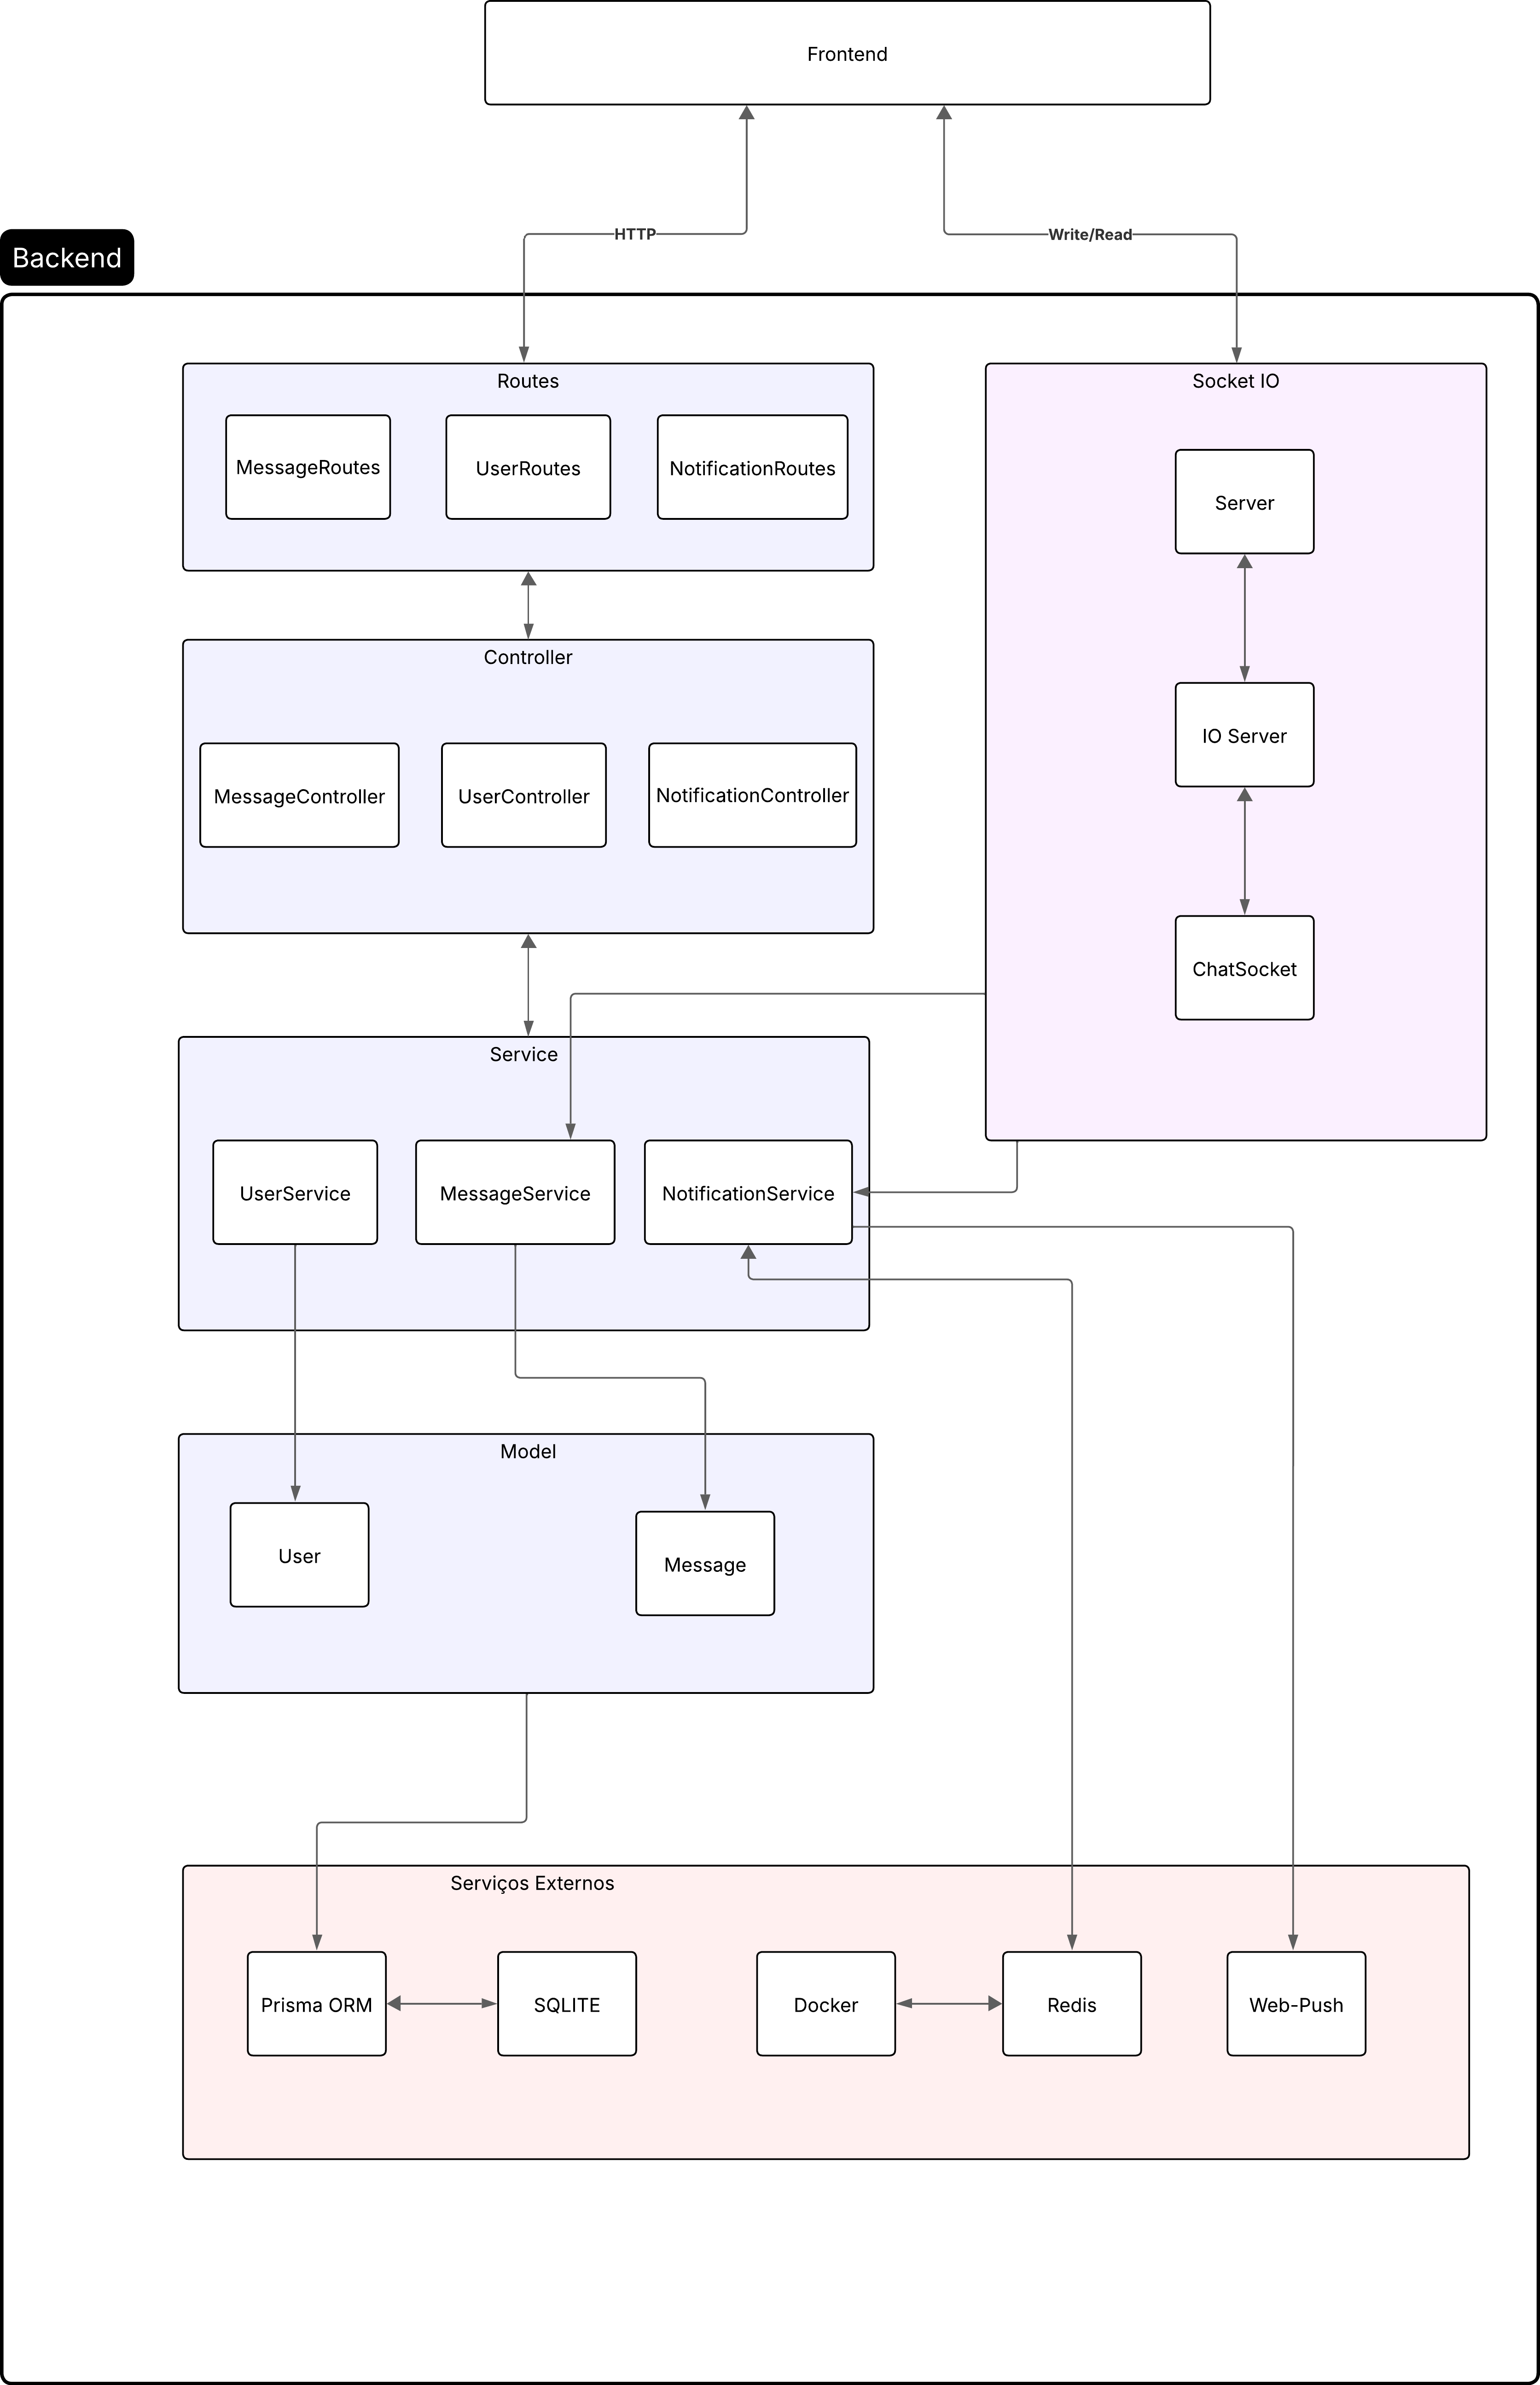 Frontend
HTTP
Write/Read
Backend
Routes
MessageRoutes
UserRoutes
NotificationRoutes
Socket IO
Server
IO Server
ChatSocket
Controller
MessageController
UserController
NotificationController
Service
UserService
MessageService
NotificationService
Model
User
Message
Serviços Externos
Prisma ORM
SQLITE
Docker
Redis
Web-Push